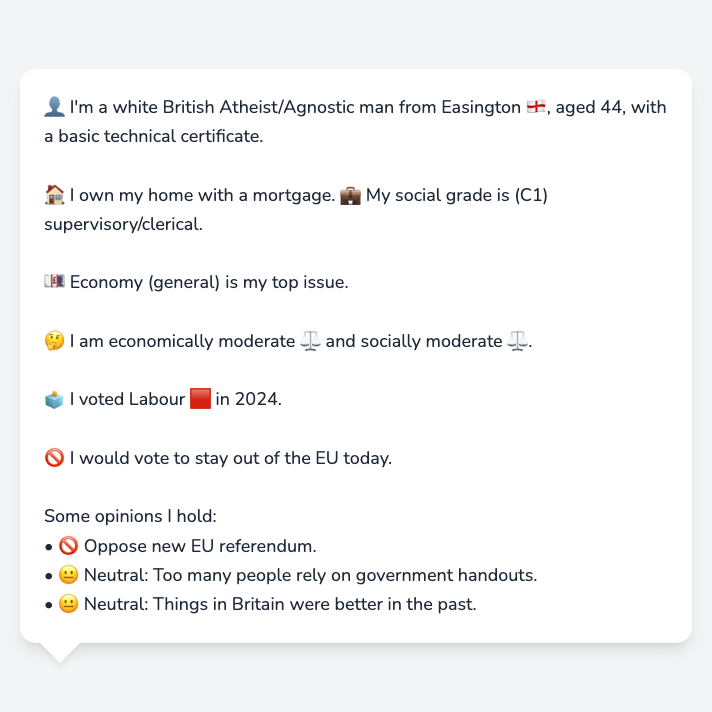 👤 I'm a white British Atheist/Agnostic man from Easington 🏴󠁧󠁢󠁥󠁮󠁧󠁿, aged 44, with
a basic technical certificate.
🏠 I own my home with a mortgage. 💼 My social grade is (C1)
supervisory/clerical.
💷 Economy (general) is my top issue.
🤔 I am economically moderate ⚖️ and socially moderate ⚖️.
🗳️ I voted Labour 🟥 in 2024.
🚫 I would vote to stay out of the EU today.
Some opinions I hold:
• 🚫 Oppose new EU referendum.
• 😐 Neutral: Too many people rely on government handouts.
• 😐 Neutral: Things in Britain were better in the past.